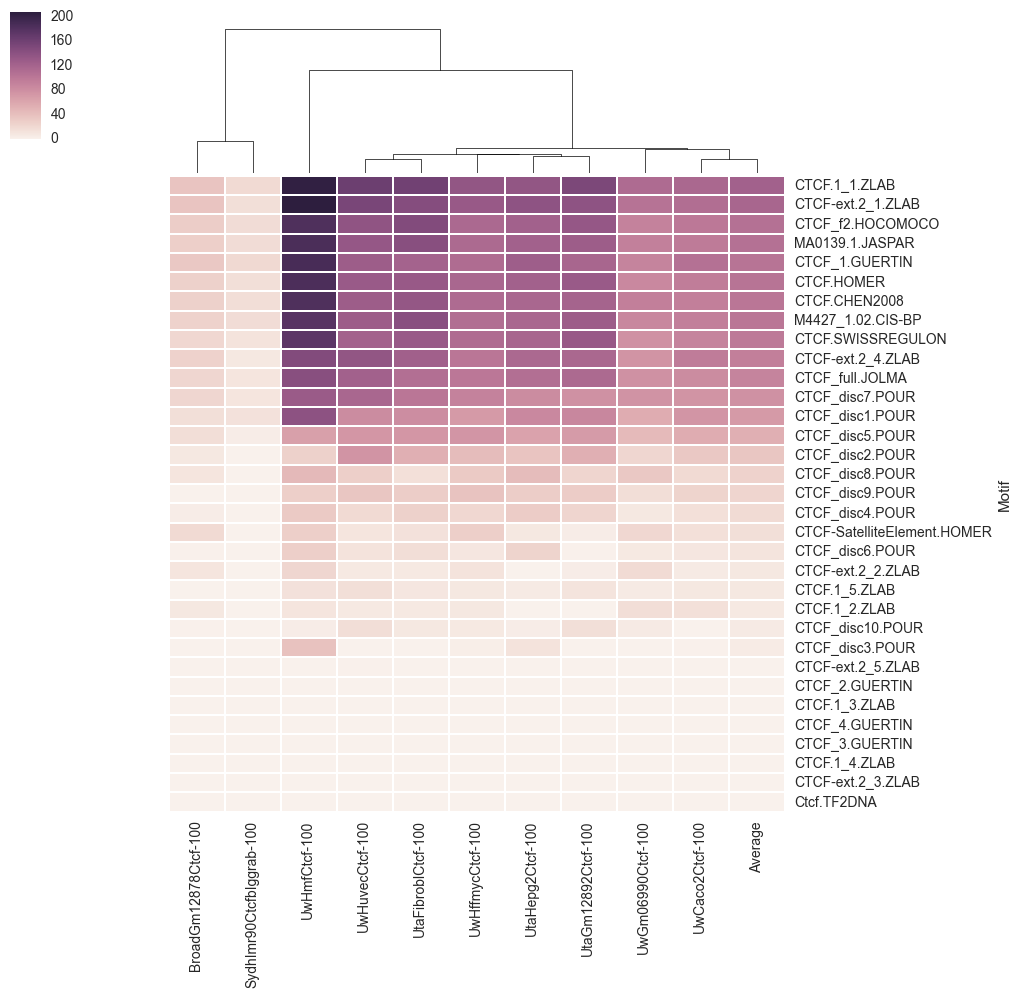 200
160
120
80
40
0
CTCF.1_1.ZLAB
CTCF-ext.2_1.ZLAB
CTCF_f2.HOCOMOCO
MA0139.1.JASPAR
CTCF_1.GUERTIN
CTCF.HOMER
CTCF.CHEN2008
M4427_1.02.CIS-BP
CTCF.SWISSREGULON
CTCF-ext.2_4.ZLAB
CTCF_full.JOLMA
CTCF_disc7.POUR
CTCF_disc1.POUR
CTCF_disc5.POUR
CTCF_disc2.POUR
CTCF_disc8.POUR
CTCF_disc9.POUR
CTCF_disc4.POUR
CTCF-SatelliteElement.HOMER
CTCF_disc6.POUR
CTCF-ext.2_2.ZLAB
CTCF.1_5.ZLAB
CTCF.1_2.ZLAB
CTCF_disc10.POUR
CTCF_disc3.POUR
CTCF-ext.2_5.ZLAB
CTCF_2.GUERTIN
CTCF.1_3.ZLAB
CTCF_4.GUERTIN
CTCF_3.GUERTIN
CTCF.1_4.ZLAB
CTCF-ext.2_3.ZLAB
Ctcf.TF2DNA
Motif
BroadGm12878Ctcf-100
SydhImr90CtcfbIggrab-100
UwHmfCtcf-100
UwHuvecCtcf-100
UtaFibroblCtcf-100
UwHffmycCtcf-100
UtaHepg2Ctcf-100
UtaGm12892Ctcf-100
UwGm06990Ctcf-100
UwCaco2Ctcf-100
Average